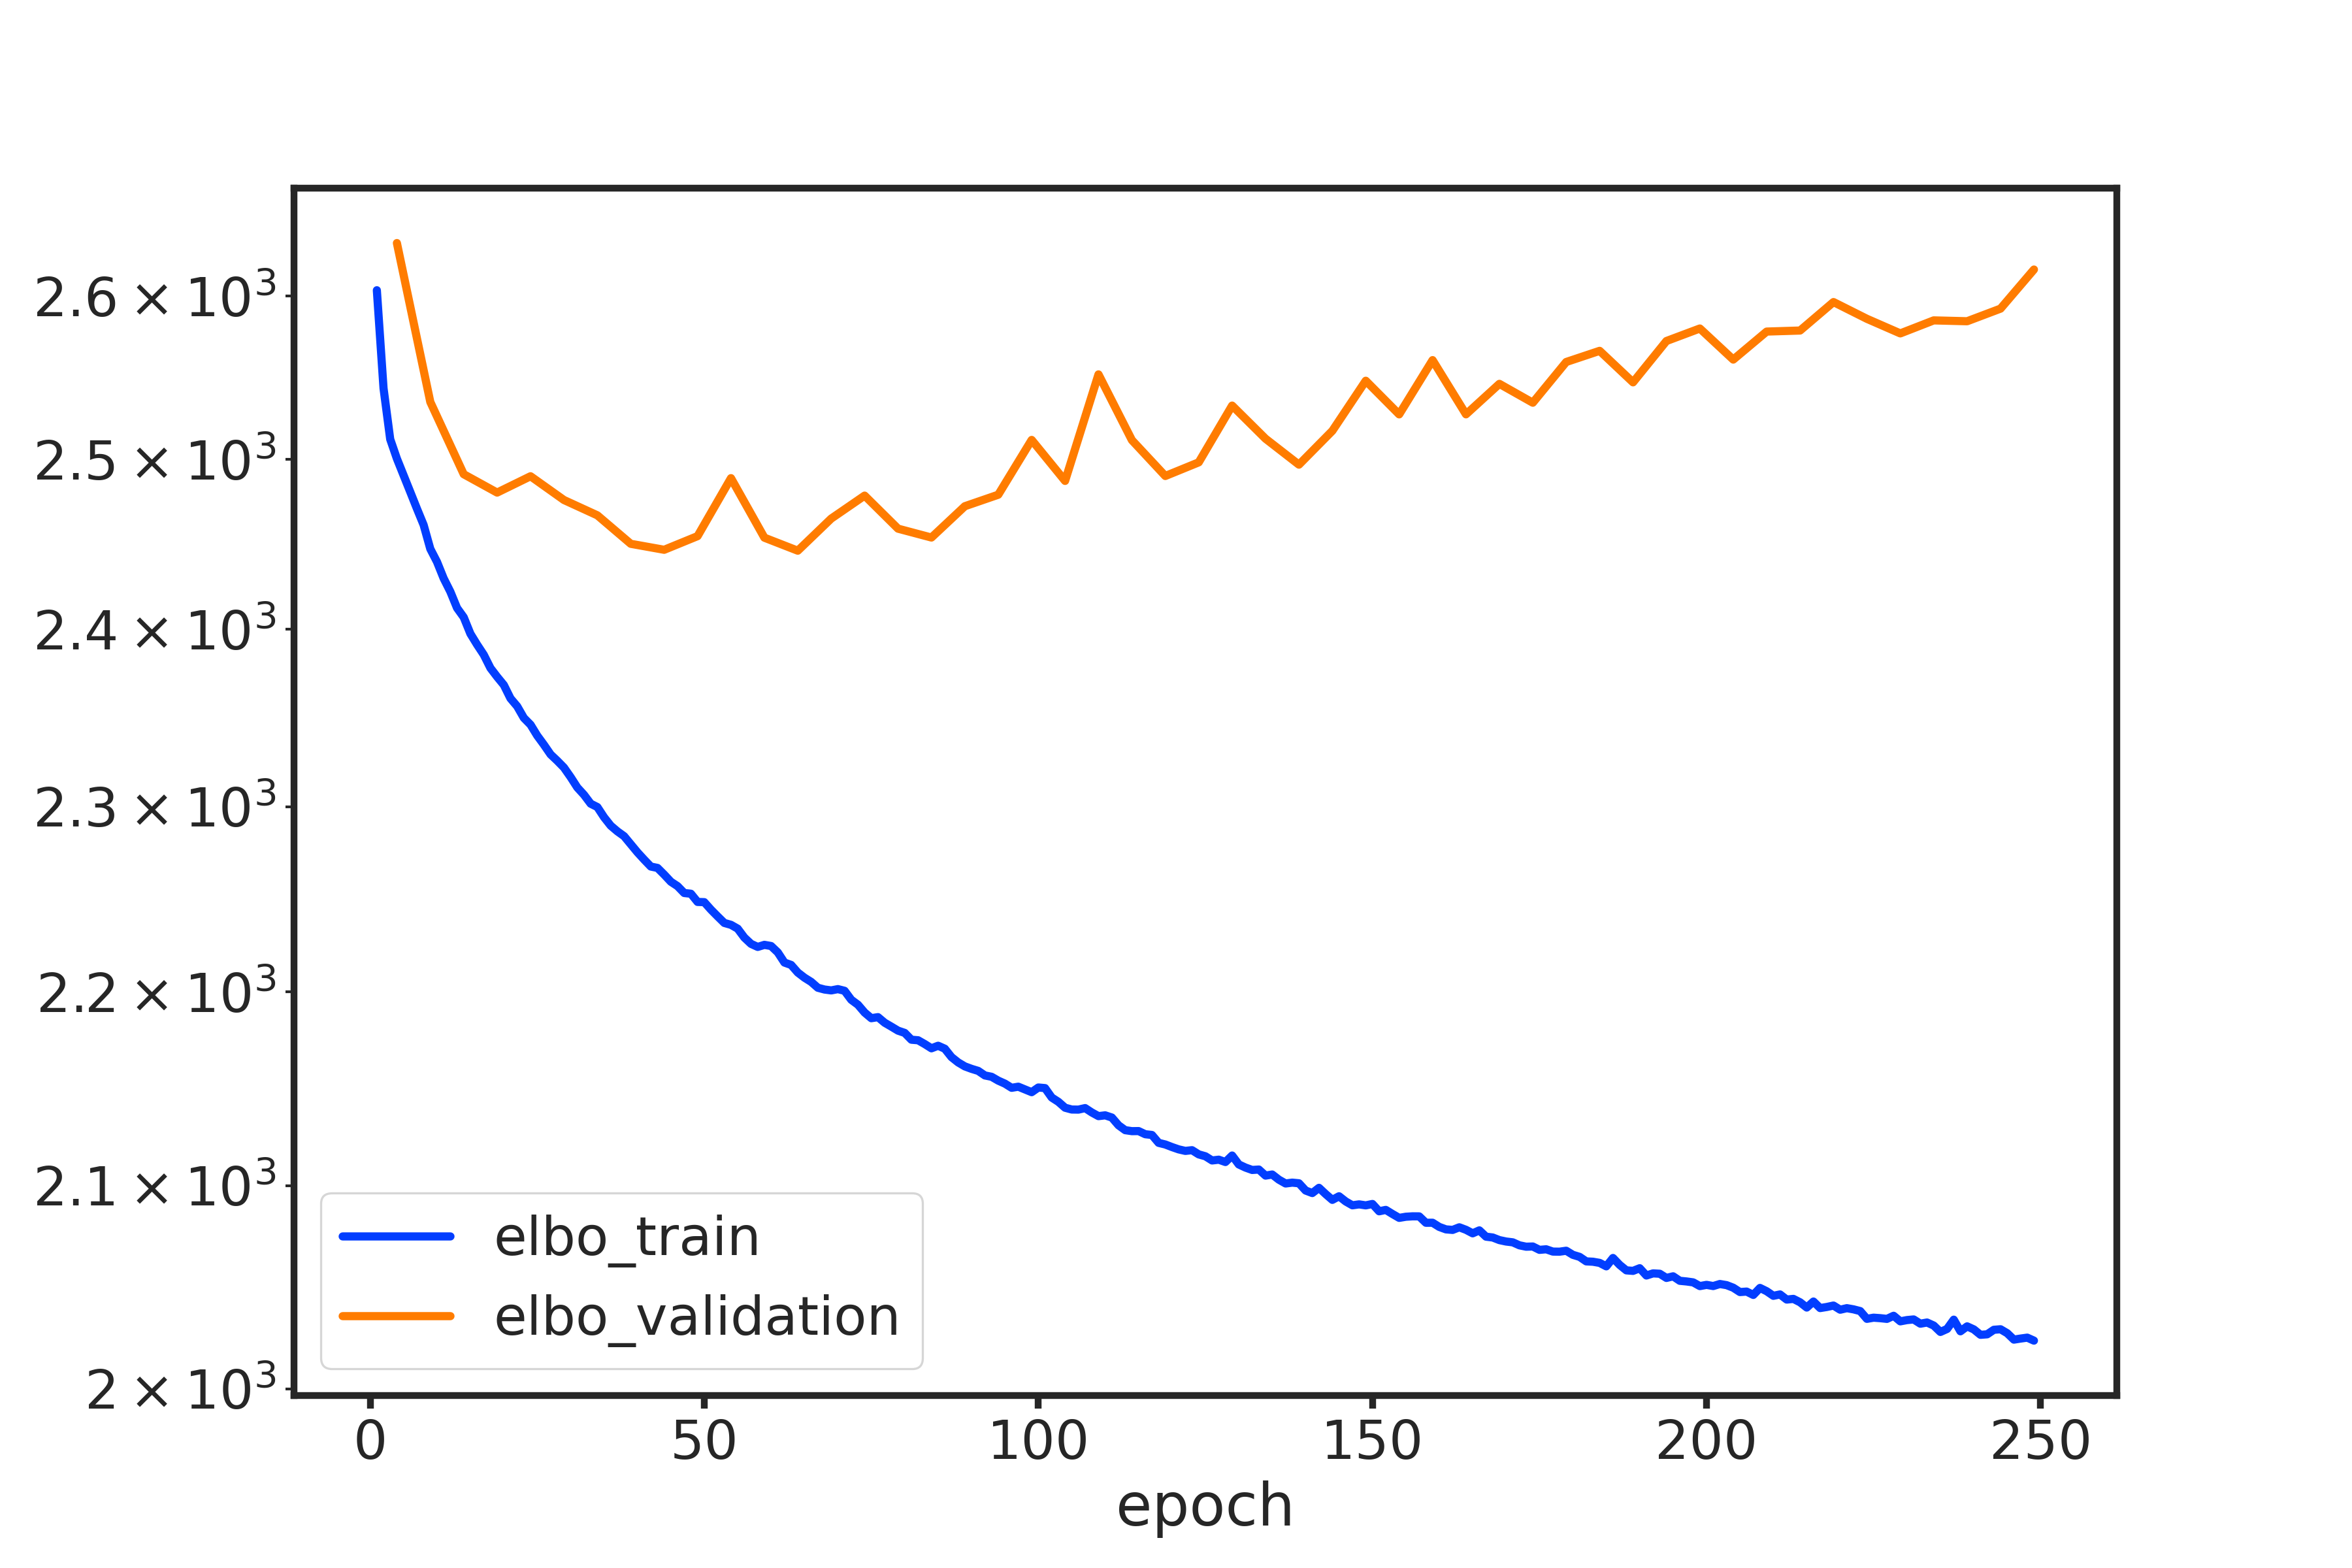 2.6 × 10³
2.5 × 10³
2.4 × 10³
2.3 × 10³
2.2 × 10³
2.1 × 10³
2 × 10³
elbo_train
elbo_validation
0 50 100 150 200 250
epoch